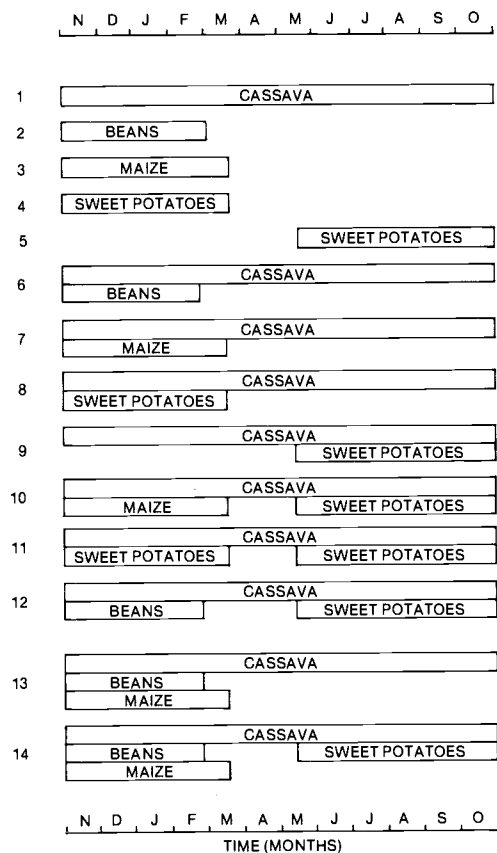 N D J F M A M J J A S O
1 CASSAVA
2 BEANS
3 MAIZE
4 SWEET POTATOES
5 SWEET POTATOES
CASSAVA
6
BEANS
CASSAVA
7
MAIZE
CASSAVA
8
SWEET POTATOES
CASSAVA
9
SWEET POTATOES
CASSAVA
10
MAIZE SWEET POTATOES
CASSAVA
11
SWEET POTATOES SWEET POTATOES
CASSAVA
12
BEANS SWEET POTATOES
CASSAVA
13 BEANS
MAIZE
CASSAVA
14 BEANS SWEET POTATOES
MAIZE
N D J F M A M J J A S O
TIME (MONTHS)